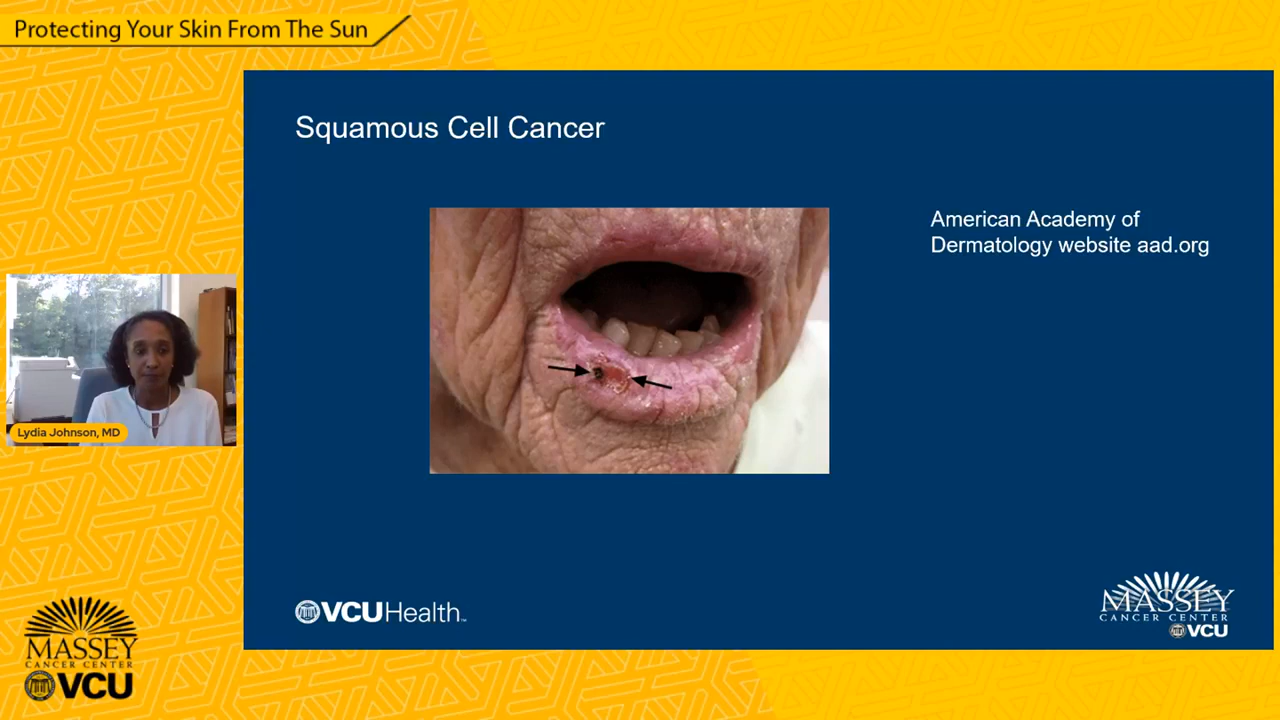 Protecting Your Skin From The Sun
Squamous Cell Cancer
American Academy of
Dermatology website aad.org
Lydia Johnson, MD
VCUHealth™
MASSEY
CANCER CENTER
VCU
MASSEY
CANCER CENTER
VCU